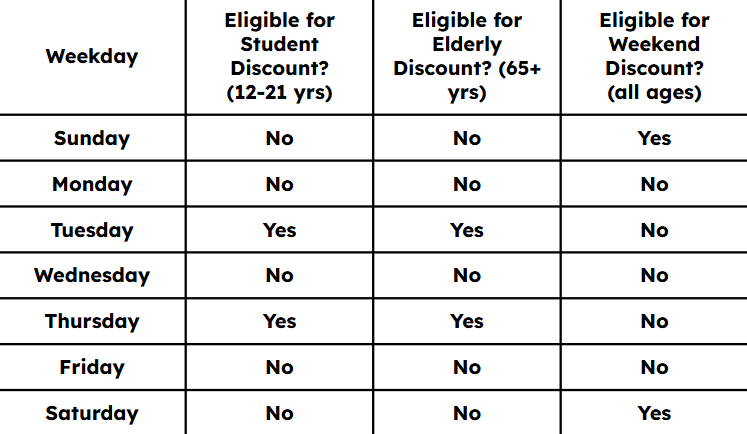 Weekday
Eligible for
Student
Discount?
(12-21 yrs)
Eligible for
Elderly
Discount? (65+
yrs)
Eligible for
Weekend
Discount?
(all ages)
Sunday No No Yes
Monday No No No
Tuesday Yes Yes No
Wednesday No No No
Thursday Yes Yes No
Friday No No No
Saturday No No Yes